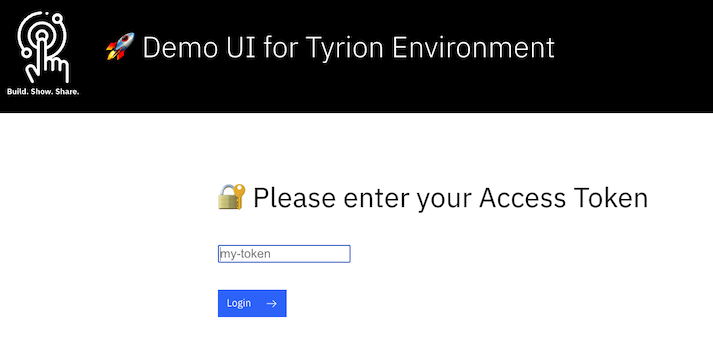 🚀 Demo UI for Tyrion Environment
Build. Show. Share.
🔐 Please enter your Access Token
my-token
Login →